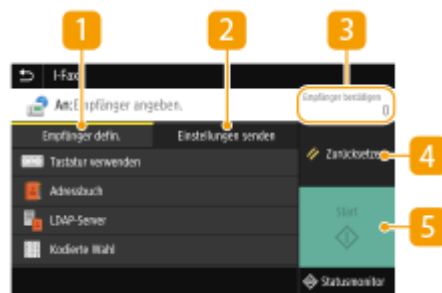 1
2
3
I-Fax
An: Empfänger angeben.
Empfänger bestätigen
0
Empfänger defin.
Einstellungen senden
Zurücksetzen
4
Tastatur verwenden
Adressbuch
LDAP-Server
Kodierte Wahl
Start
5
Statusmonitor